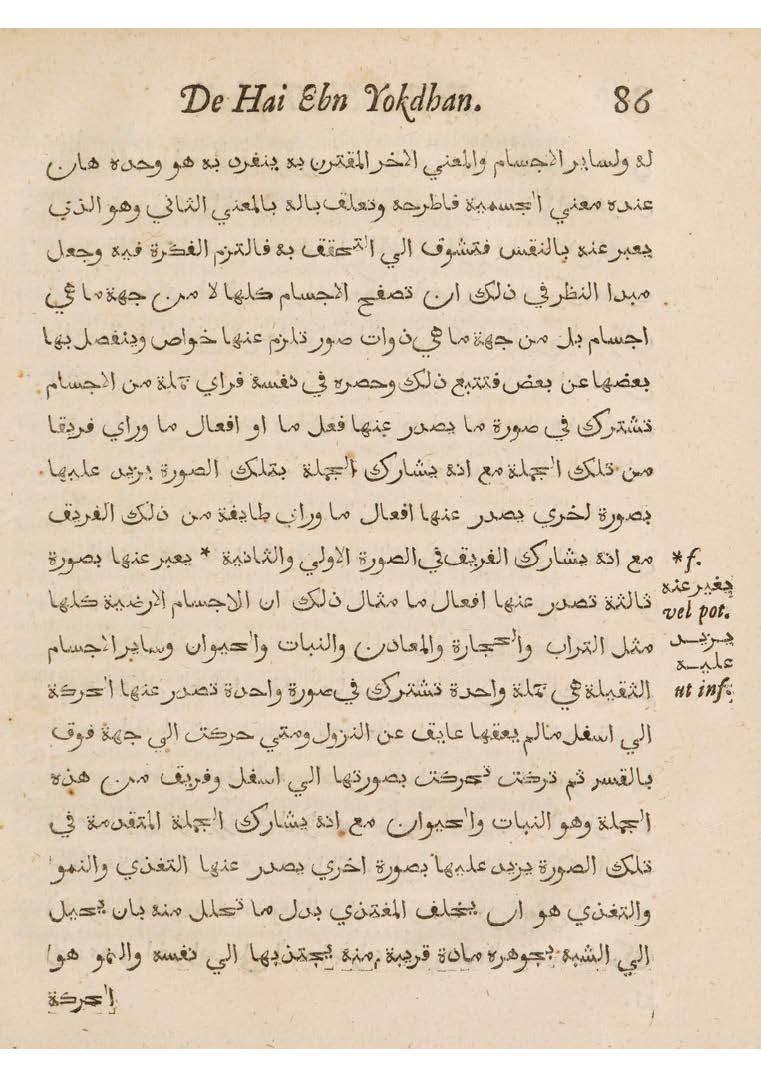 De Hai Ebn Yokdhan. 86
له ولساير الاجسام والمعني الاخر المقترن به ينفرد به هو وحده هان
عنده معني الجسمية فاطرحه وتعلق باله بالمعني الثاني وهو الذي
يعبر عنه بالنفس فتشوف الي التحقق به فالتزم الفكرة فيه وجعل
مبدا النظر في ذلك ان تصفح الاجسام كلها لا من جهة ما هي
اجسام بل من جهة ما هي ذوات صور تلزم عنها خواص وينفصل بها
بعضها عن بعض فتتبع ذلك وحصره في نفسه فراي جملة من الاجسام
تشترك في صورة ما يصدر عنها فعل ما او افعال ما وراي فريقا
من تلك الجملة مع انه يشارك الجملة بتلك الصورة يزيد عليها
بصورة لخري يصدر عنها افعال ما وراي طايفة من ذلك الفريق
مع انه يشارك الفريق في الصورة الاولي والثانية * يعبر عنها بصورة
ثالثة تصدر عنها افعال ما مثال ذلك ان الاجسام الارضية كلها
مثل التراب والحجارة والمعادن والنبات والحيوان وساير الاجسام
الثقيلة هي جملة واحدة تشترك في صورة واحدة تصدر عنها الحركة
الي اسفل مالم يعقها عايق عن النزول ومتي حركت الي جهة فوق
بالقسر ثم تركت تحركت بصورتها الي اسفل وفريق من هذه
الجملة وهو النبات والحيوان مع انه يشارك الجملة المتقدمة في
تلك الصورة يزيد عليها بصورة اخري يصدر عنها التغذي والنمو
والتغذي هو ان يخلف المغتذي بدل ما تحلل منه بان يحيل
الي الشبه بجوهره مادة قريبة منه يجتذبها الي نفسه والنمو هو
الحركة
*f.
يغير عنه
vel pot.
يزيد
عليه
ut inf.